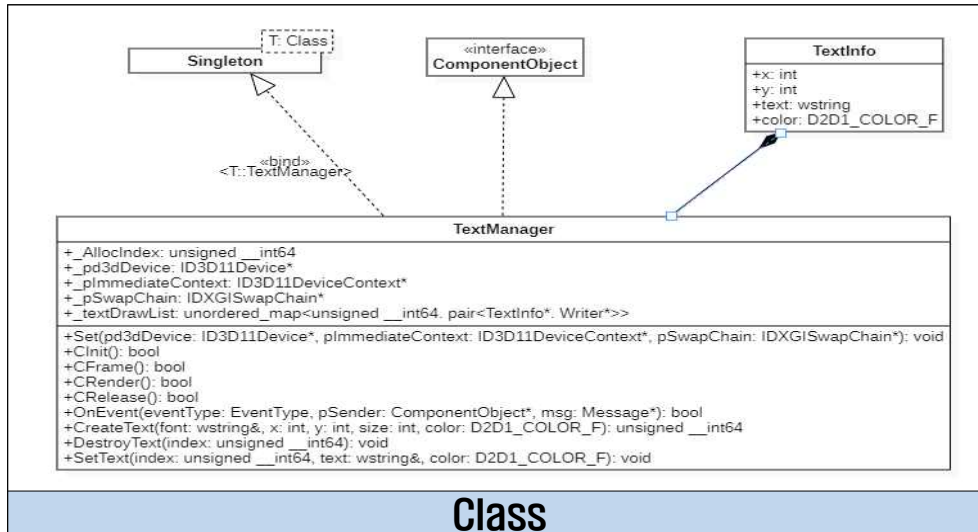 T: Class
Singleton
«interface»
ComponentObject
TextInfo
+x: int
+y: int
+text: wstring
+color: D2D1_COLOR_F
«bind»
<T::TextManager>
TextManager
+_AllocIndex: unsigned __int64
+_pd3dDevice: ID3D11Device*
+_pImmediateContext: ID3D11DeviceContext*
+_pSwapChain: IDXGISwapChain*
+_textDrawList: unordered_map<unsigned __int64. pair<TextInfo*. Writer*>>
+Set(pd3dDevice: ID3D11Device*, pImmediateContext: ID3D11DeviceContext*, pSwapChain: IDXGISwapChain*): void
+CInit(): bool
+CFrame(): bool
+CRender(): bool
+CRelease(): bool
+OnEvent(eventType: EventType, pSender: ComponentObject*, msg: Message*): bool
+CreateText(font: wstring&, x: int, y: int, size: int, color: D2D1_COLOR_F): unsigned __int64
+DestroyText(index: unsigned __int64): void
+SetText(index: unsigned __int64, text: wstring&, color: D2D1_COLOR_F): void
Class